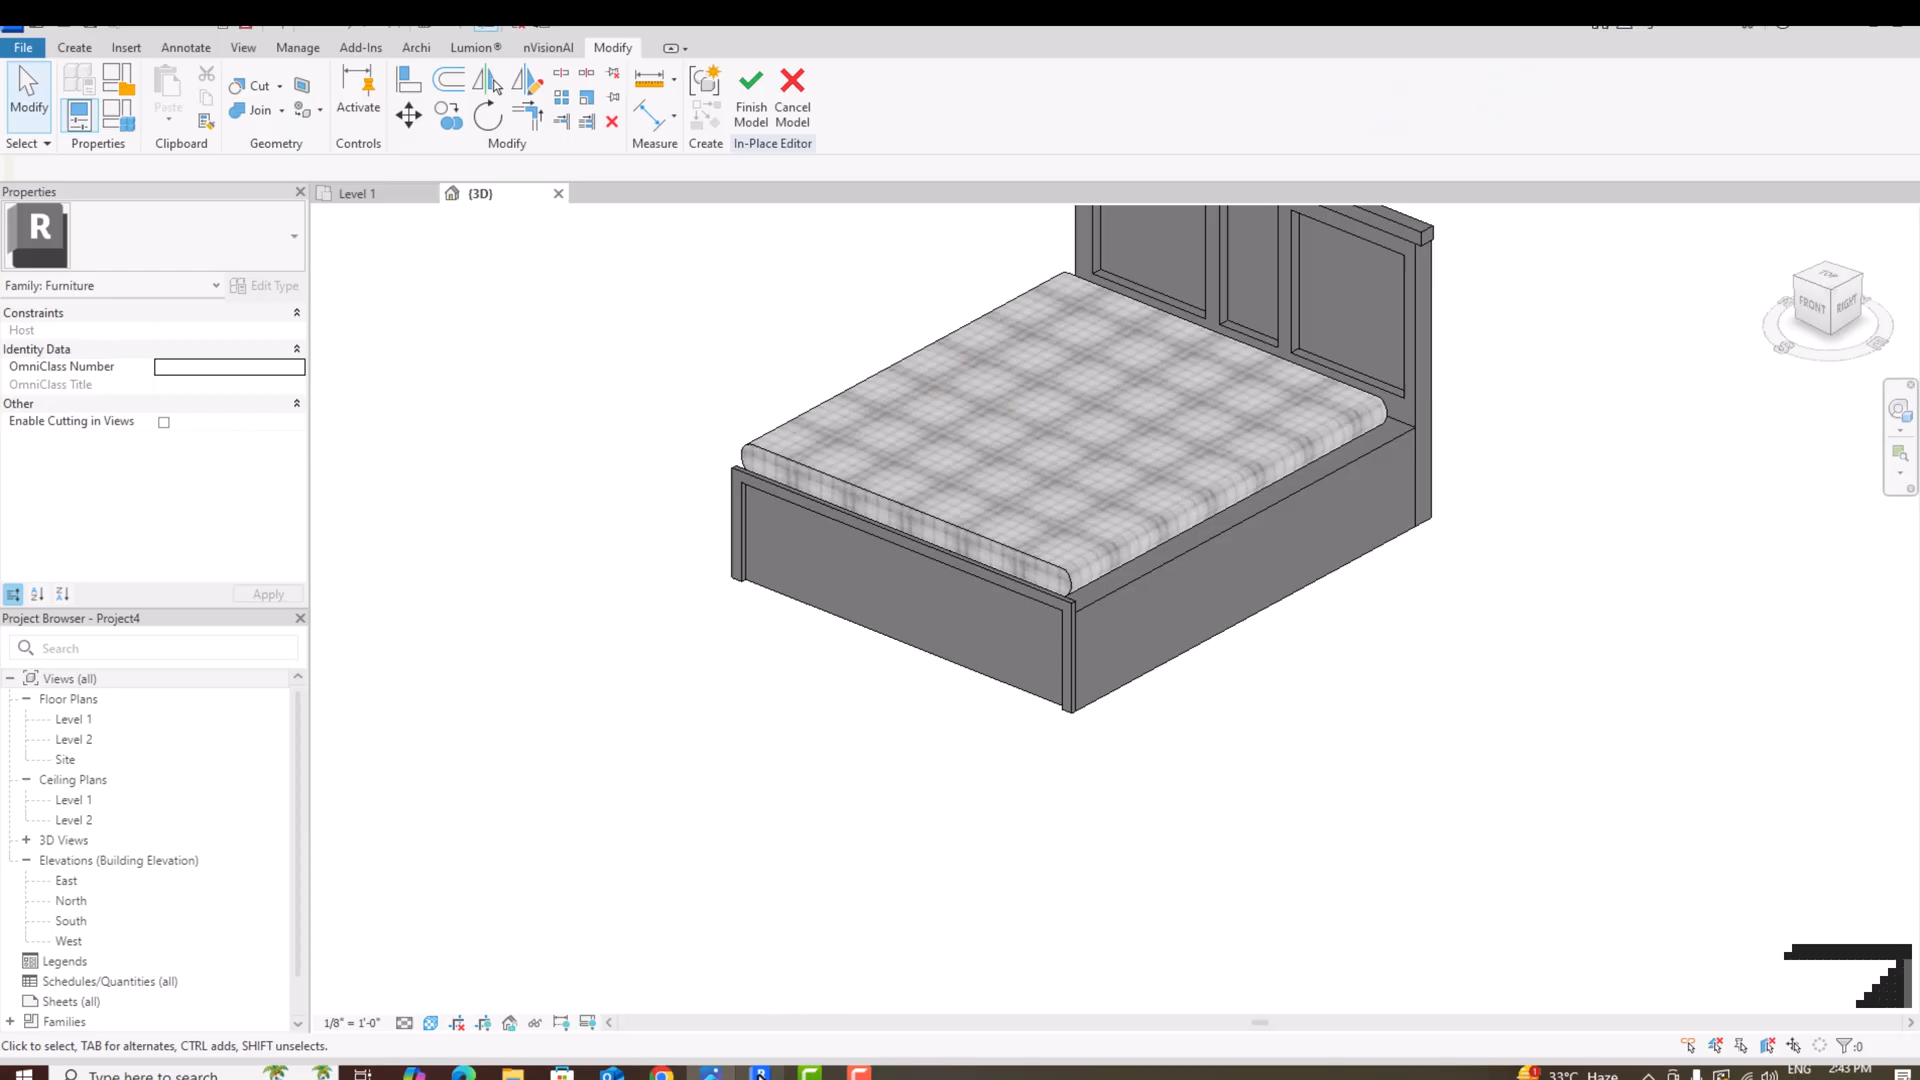 File Create Insert Annotate View Manage Add-Ins Archi Lumion® nVisionAI Modify
Modify
Select
Properties
Paste
Clipboard
Cut
Join
Geometry
Activate
Controls
Modify
Measure
Create
Finish Model
Cancel Model
In-Place Editor
Properties
Level 1
{3D}
R
Family: Furniture
Edit Type
Constraints
Host
Identity Data
OmniClass Number
OmniClass Title
Other
Enable Cutting in Views
Apply
TOP
FRONT
RIGHT
Project Browser - Project4
Search
Views (all)
Floor Plans
Level 1
Level 2
Site
Ceiling Plans
Level 1
Level 2
3D Views
Elevations (Building Elevation)
East
North
South
West
Legends
Schedules/Quantities (all)
Sheets (all)
Families
1/8" = 1'-0"
Click to select, TAB for alternates, CTRL adds, SHIFT unselects.
:0
Type here to search
33°C Haze
ENG
2:43 PM